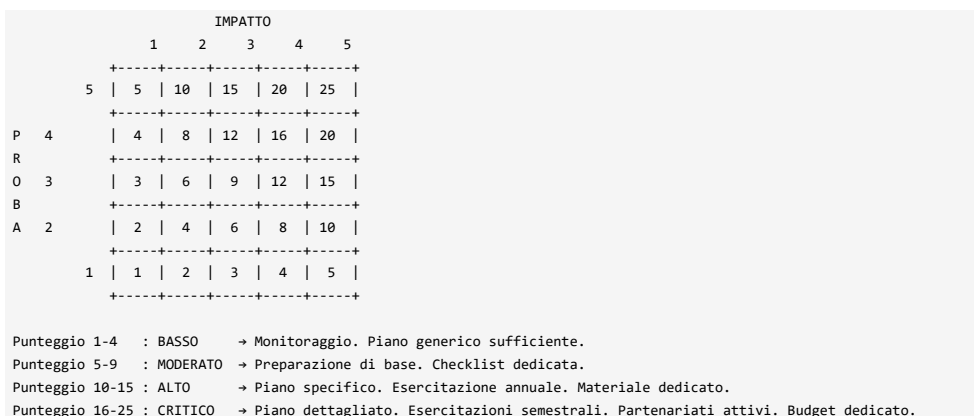 IMPATTO
                 1     2     3     4     5
              +-----+-----+-----+-----+-----+
          5   |  5  | 10  | 15  | 20  | 25  |
              +-----+-----+-----+-----+-----+
P   4         |  4  |  8  | 12  | 16  | 20  |
R             +-----+-----+-----+-----+-----+
O   3         |  3  |  6  |  9  | 12  | 15  |
B             +-----+-----+-----+-----+-----+
A   2         |  2  |  4  |  6  |  8  | 10  |
              +-----+-----+-----+-----+-----+
          1   |  1  |  2  |  3  |  4  |  5  |
              +-----+-----+-----+-----+-----+
Punteggio 1-4   : BASSO     → Monitoraggio. Piano generico sufficiente.
Punteggio 5-9   : MODERATO  → Preparazione di base. Checklist dedicata.
Punteggio 10-15 : ALTO      → Piano specifico. Esercitazione annuale. Materiale dedicato.
Punteggio 16-25 : CRITICO   → Piano dettagliato. Esercitazioni semestrali. Partenariati attivi. Budget dedicato.